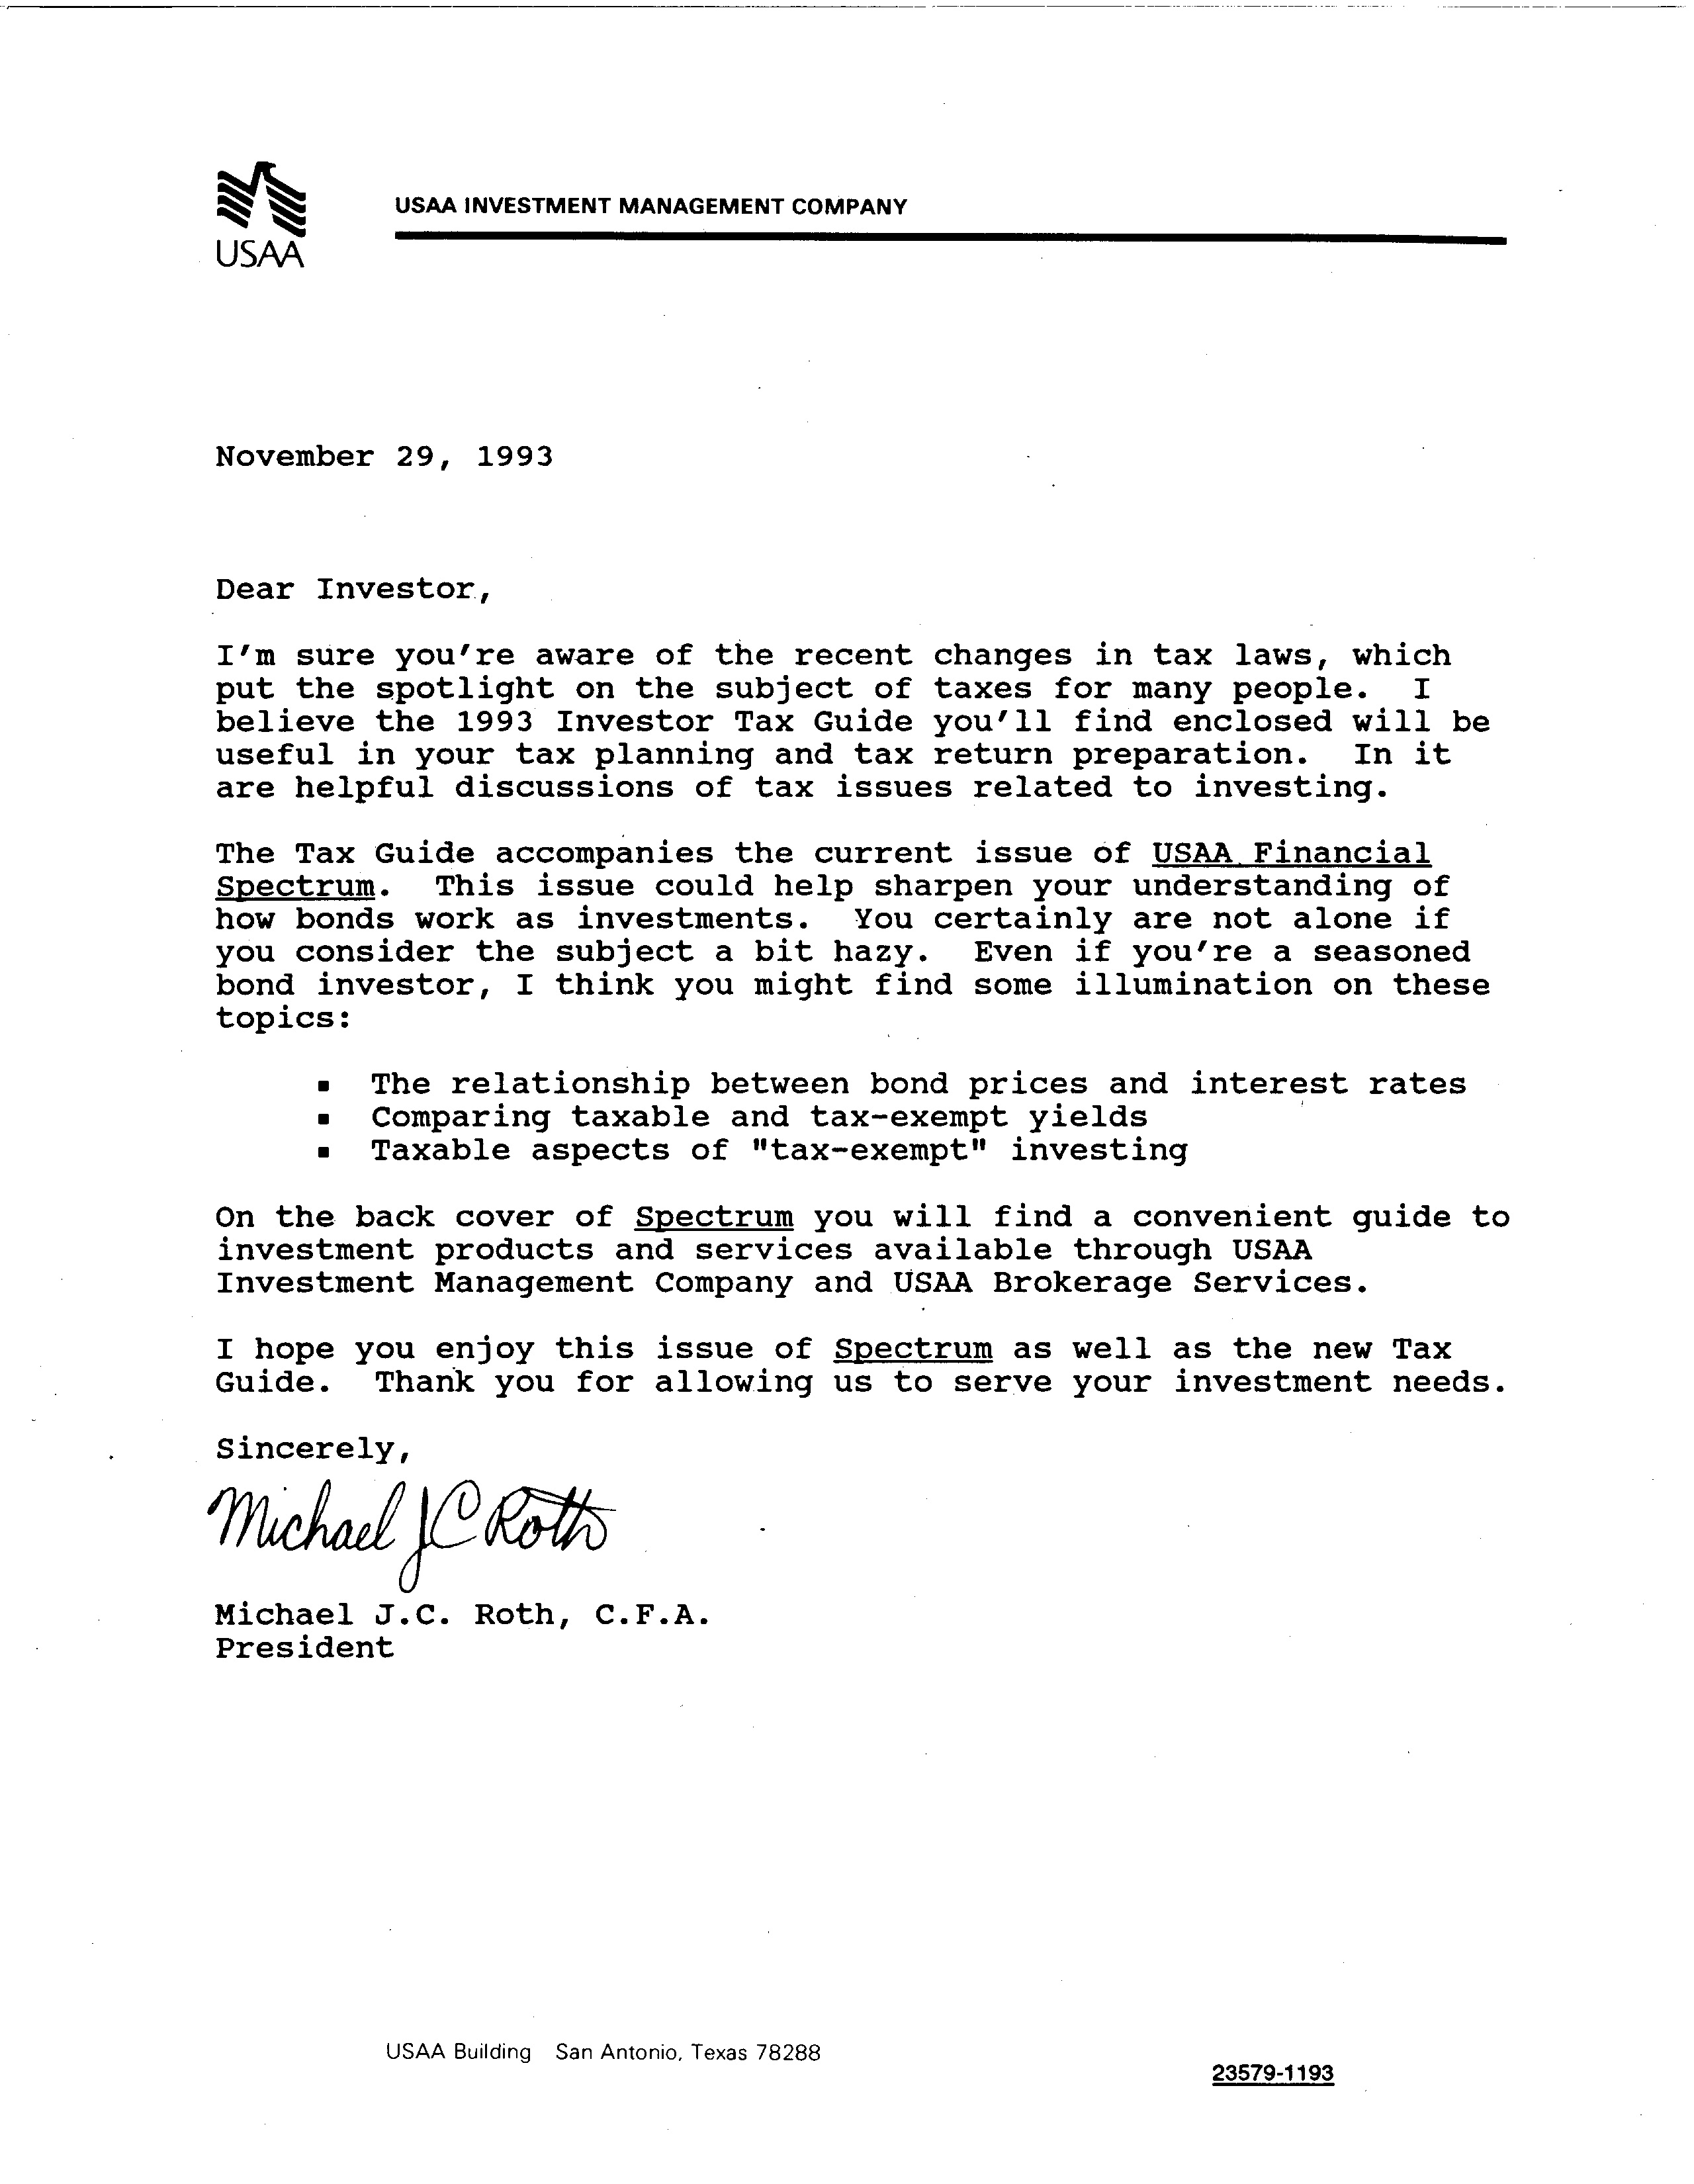 USAA INVESTMENT MANAGEMENT COMPANY
USAA
November 29, 1993
Dear Investor,
I'm sure you're aware of the recent changes in tax laws, which
put the spotlight on the subject of taxes for many people.  I
believe the 1993 Investor Tax Guide you'll find enclosed will be
useful in your tax planning and tax return preparation.  In it
are helpful discussions of tax issues related to investing.
The Tax Guide accompanies the current issue of USAA Financial
Spectrum.  This issue could help sharpen your understanding of
how bonds work as investments.  You certainly are not alone if
you consider the subject a bit hazy.  Even if you're a seasoned
bond investor, I think you might find some illumination on these
topics:
▪ The relationship between bond prices and interest rates
▪ Comparing taxable and tax-exempt yields
▪ Taxable aspects of "tax-exempt" investing
On the back cover of Spectrum you will find a convenient guide to
investment products and services available through USAA
Investment Management Company and USAA Brokerage Services.
I hope you enjoy this issue of Spectrum as well as the new Tax
Guide.  Thank you for allowing us to serve your investment needs.
Sincerely,
Michael J C Roth
Michael J.C. Roth, C.F.A.
President
USAA Building San Antonio, Texas 78288
23579-1193